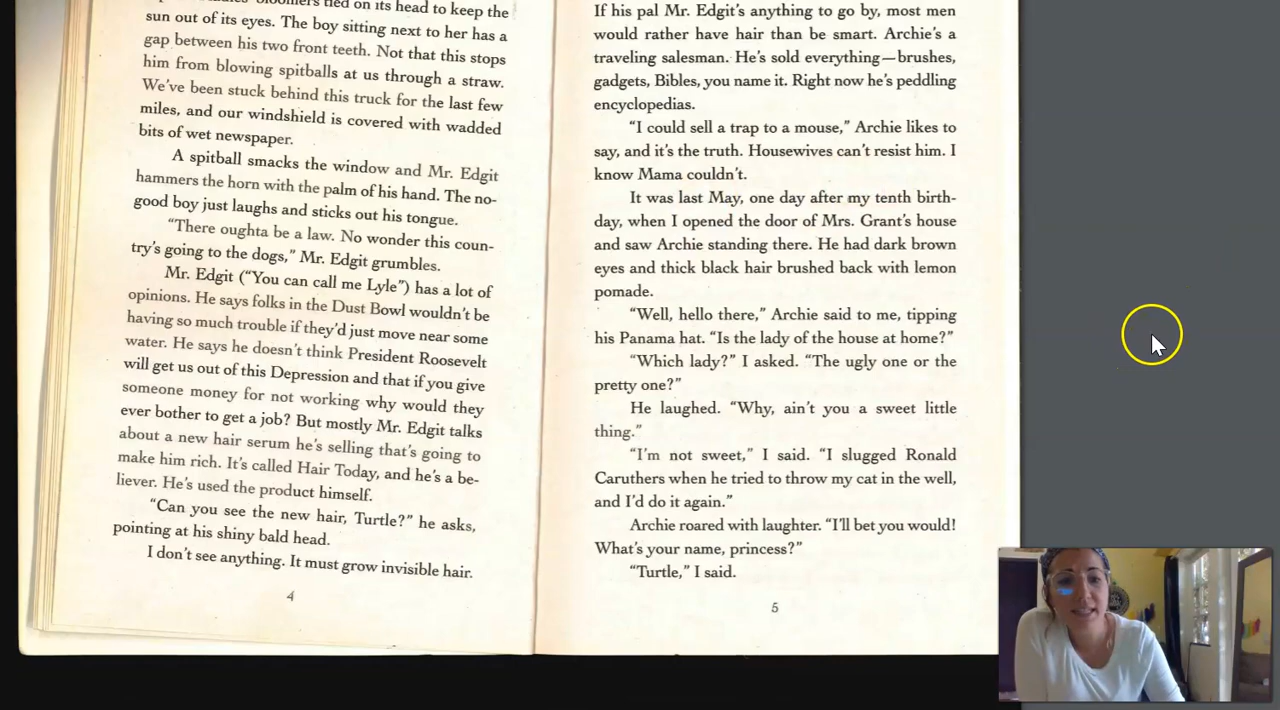 bloomers tied on its head to keep the
sun out of its eyes. The boy sitting next to her has a
gap between his two front teeth. Not that this stops
him from blowing spitballs at us through a straw.
We've been stuck behind this truck for the last few
miles, and our windshield is covered with wadded
bits of wet newspaper.
A spitball smacks the window and Mr. Edgit
hammers the horn with the palm of his hand. The no-
good boy just laughs and sticks out his tongue.
"There oughta be a law. No wonder this coun-
try's going to the dogs," Mr. Edgit grumbles.
Mr. Edgit ("You can call me Lyle") has a lot of
opinions. He says folks in the Dust Bowl wouldn't be
having so much trouble if they'd just move near some
water. He says he doesn't think President Roosevelt
will get us out of this Depression and that if you give
someone money for not working why would they
ever bother to get a job? But mostly Mr. Edgit talks
about a new hair serum he's selling that's going to
make him rich. It's called Hair Today, and he's a be-
liever. He's used the product himself.
"Can you see the new hair, Turtle?" he asks,
pointing at his shiny bald head.
I don't see anything. It must grow invisible hair.
4
If his pal Mr. Edgit's anything to go by, most men
would rather have hair than be smart. Archie's a
traveling salesman. He's sold everything—brushes,
gadgets, Bibles, you name it. Right now he's peddling
encyclopedias.
"I could sell a trap to a mouse," Archie likes to
say, and it's the truth. Housewives can't resist him. I
know Mama couldn't.
It was last May, one day after my tenth birth-
day, when I opened the door of Mrs. Grant's house
and saw Archie standing there. He had dark brown
eyes and thick black hair brushed back with lemon
pomade.
"Well, hello there," Archie said to me, tipping
his Panama hat. "Is the lady of the house at home?"
"Which lady?" I asked. "The ugly one or the
pretty one?"
He laughed. "Why, ain't you a sweet little
thing."
"I'm not sweet," I said. "I slugged Ronald
Caruthers when he tried to throw my cat in the well,
and I'd do it again."
Archie roared with laughter. "I'll bet you would!
What's your name, princess?"
"Turtle," I said.
5